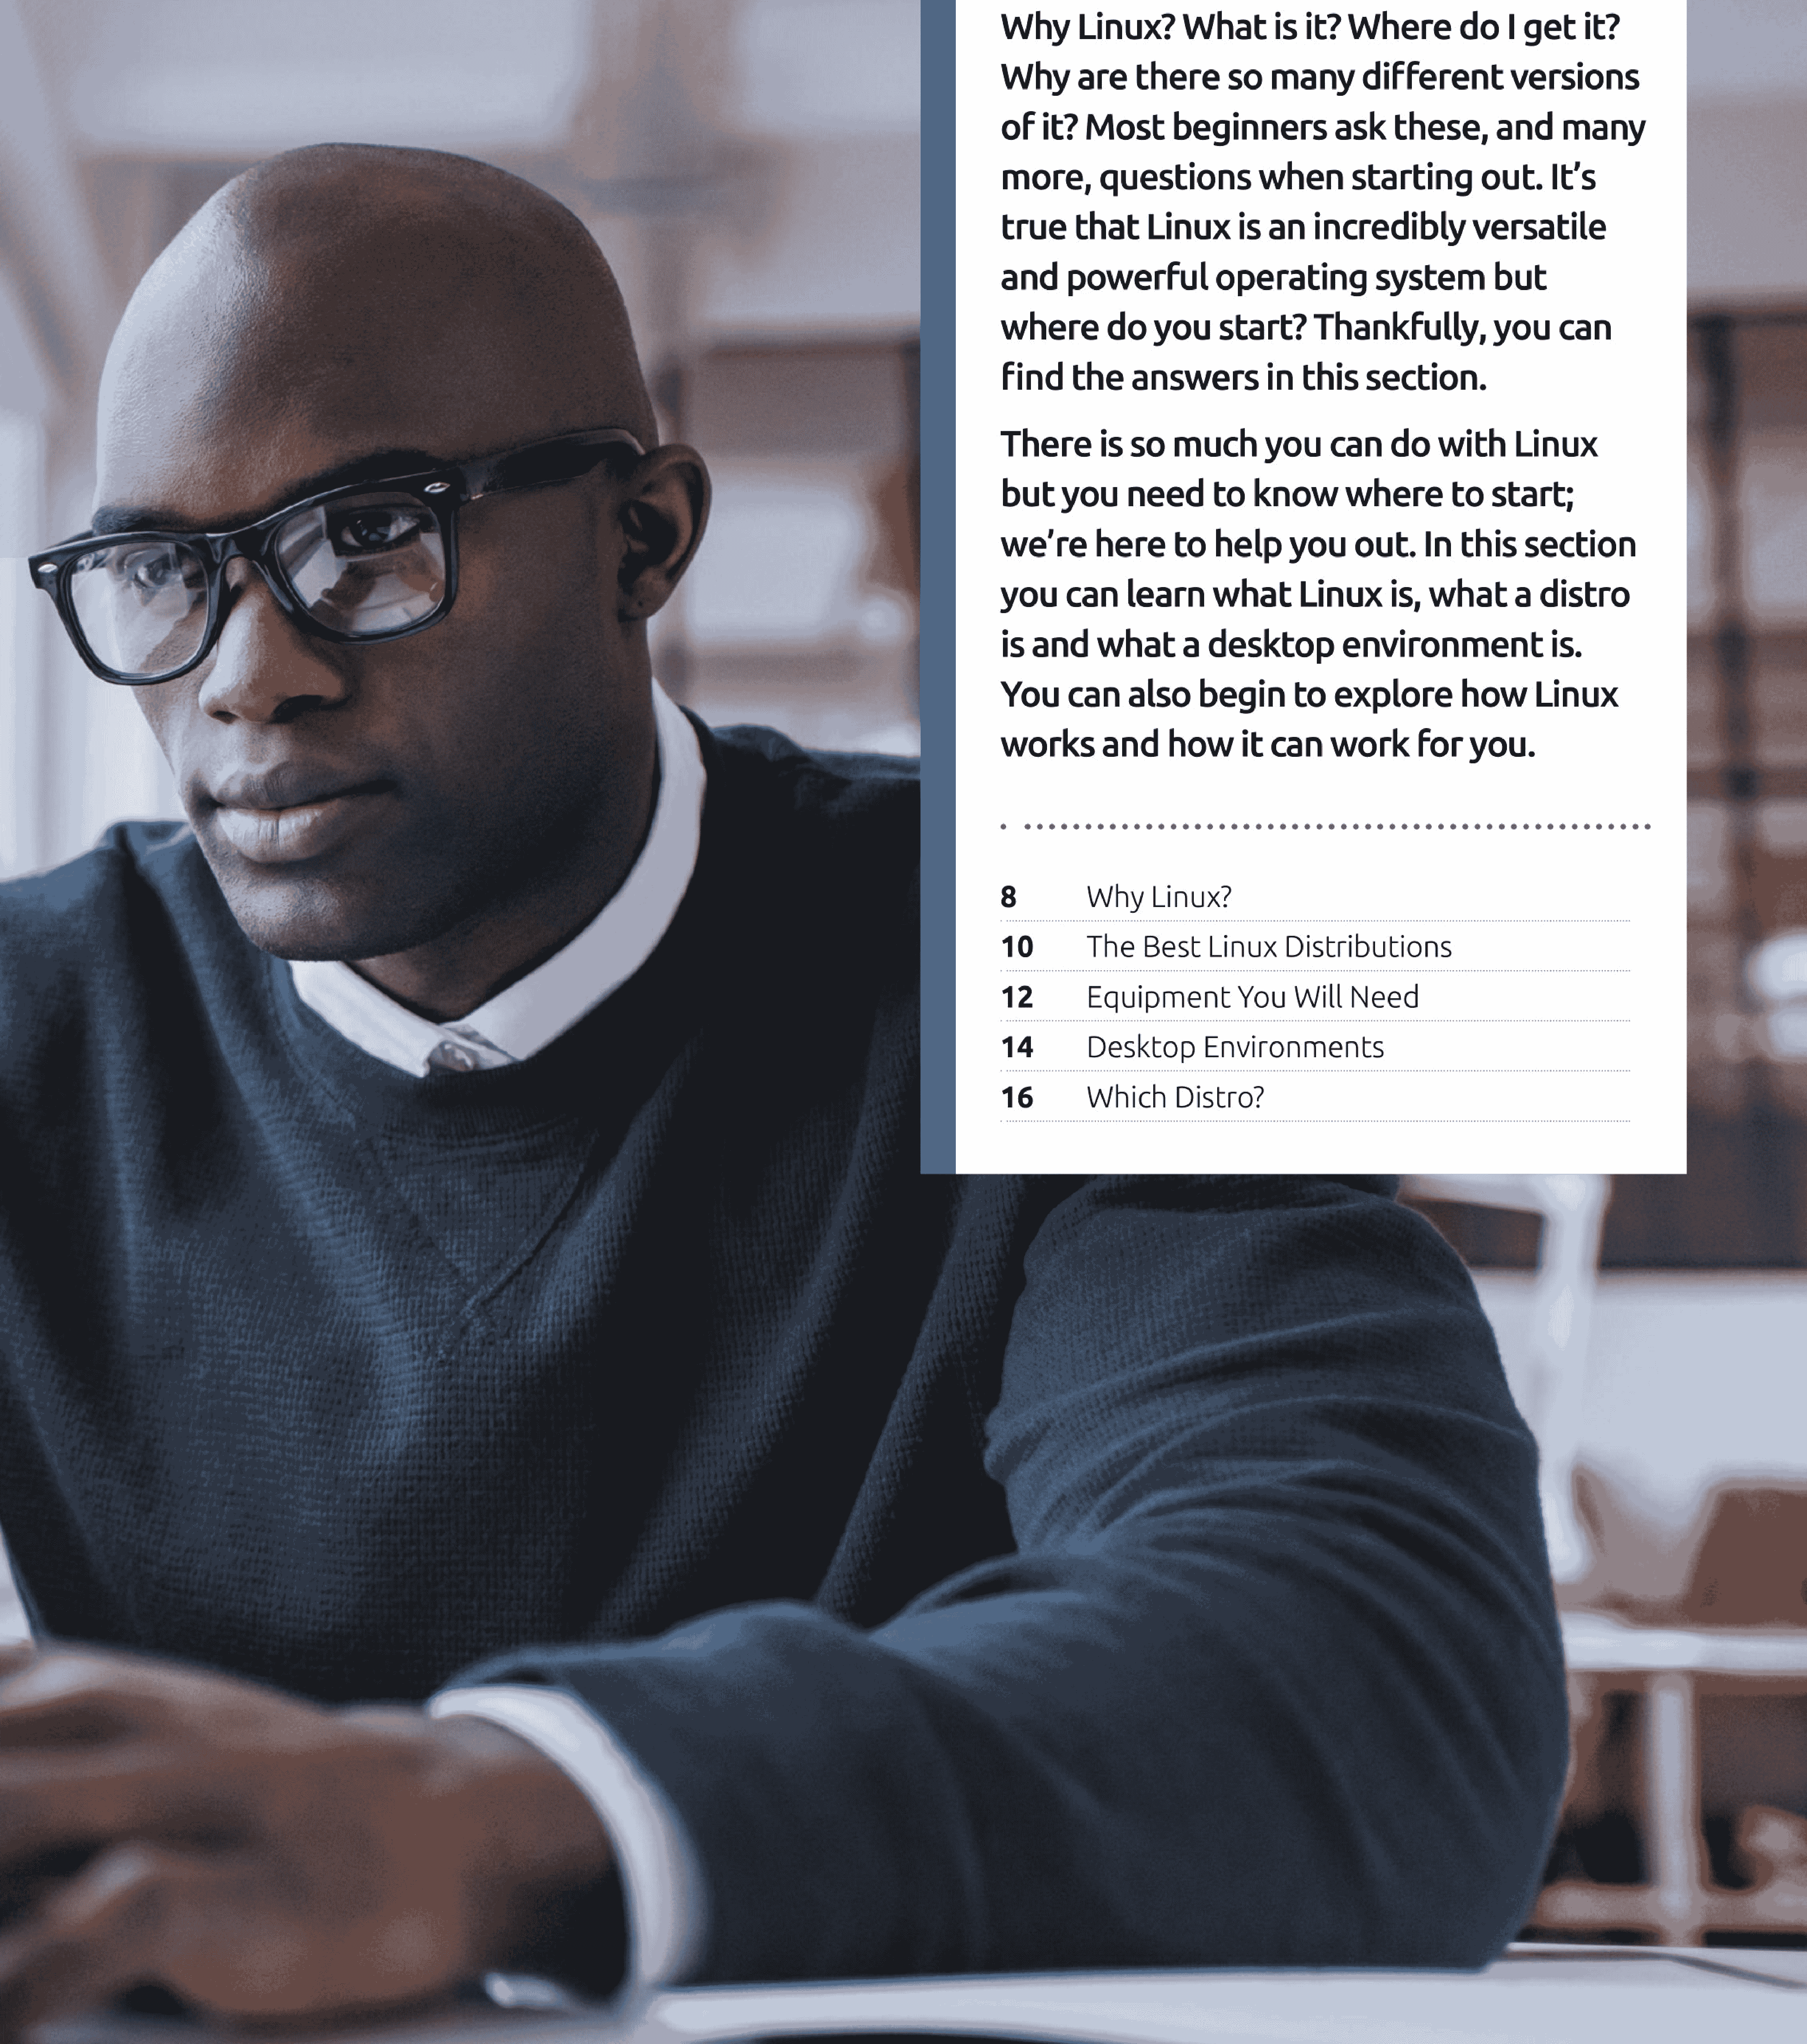 Why Linux? What is it? Where do I get it?
Why are there so many different versions
of it? Most beginners ask these, and many
more, questions when starting out. It’s
true that Linux is an incredibly versatile
and powerful operating system but
where do you start? Thankfully, you can
find the answers in this section.
There is so much you can do with Linux
but you need to know where to start;
we’re here to help you out. In this section
you can learn what Linux is, what a distro
is and what a desktop environment is.
You can also begin to explore how Linux
works and how it can work for you.
8 Why Linux?
10 The Best Linux Distributions
12 Equipment You Will Need
14 Desktop Environments
16 Which Distro?